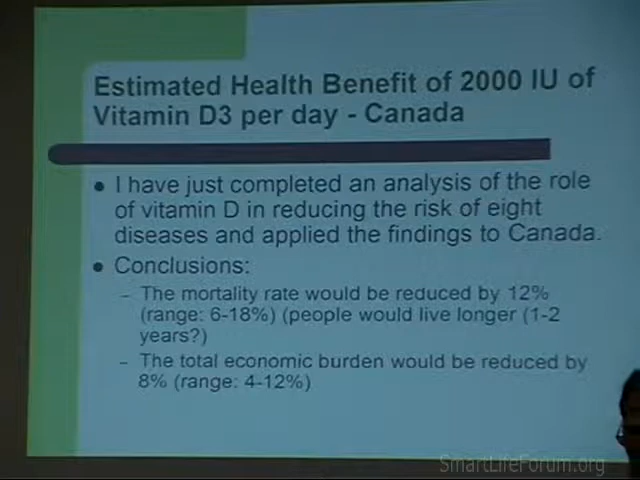 Estimated Health Benefit of 2000 IU of
Vitamin D3 per day - Canada
• I have just completed an analysis of the role
of vitamin D in reducing the risk of eight
diseases and applied the findings to Canada.
• Conclusions:
– The mortality rate would be reduced by 12%
(range: 6-18%) (people would live longer (1-2
years?)
– The total economic burden would be reduced by
8% (range: 4-12%)
SmartLifeForum.org